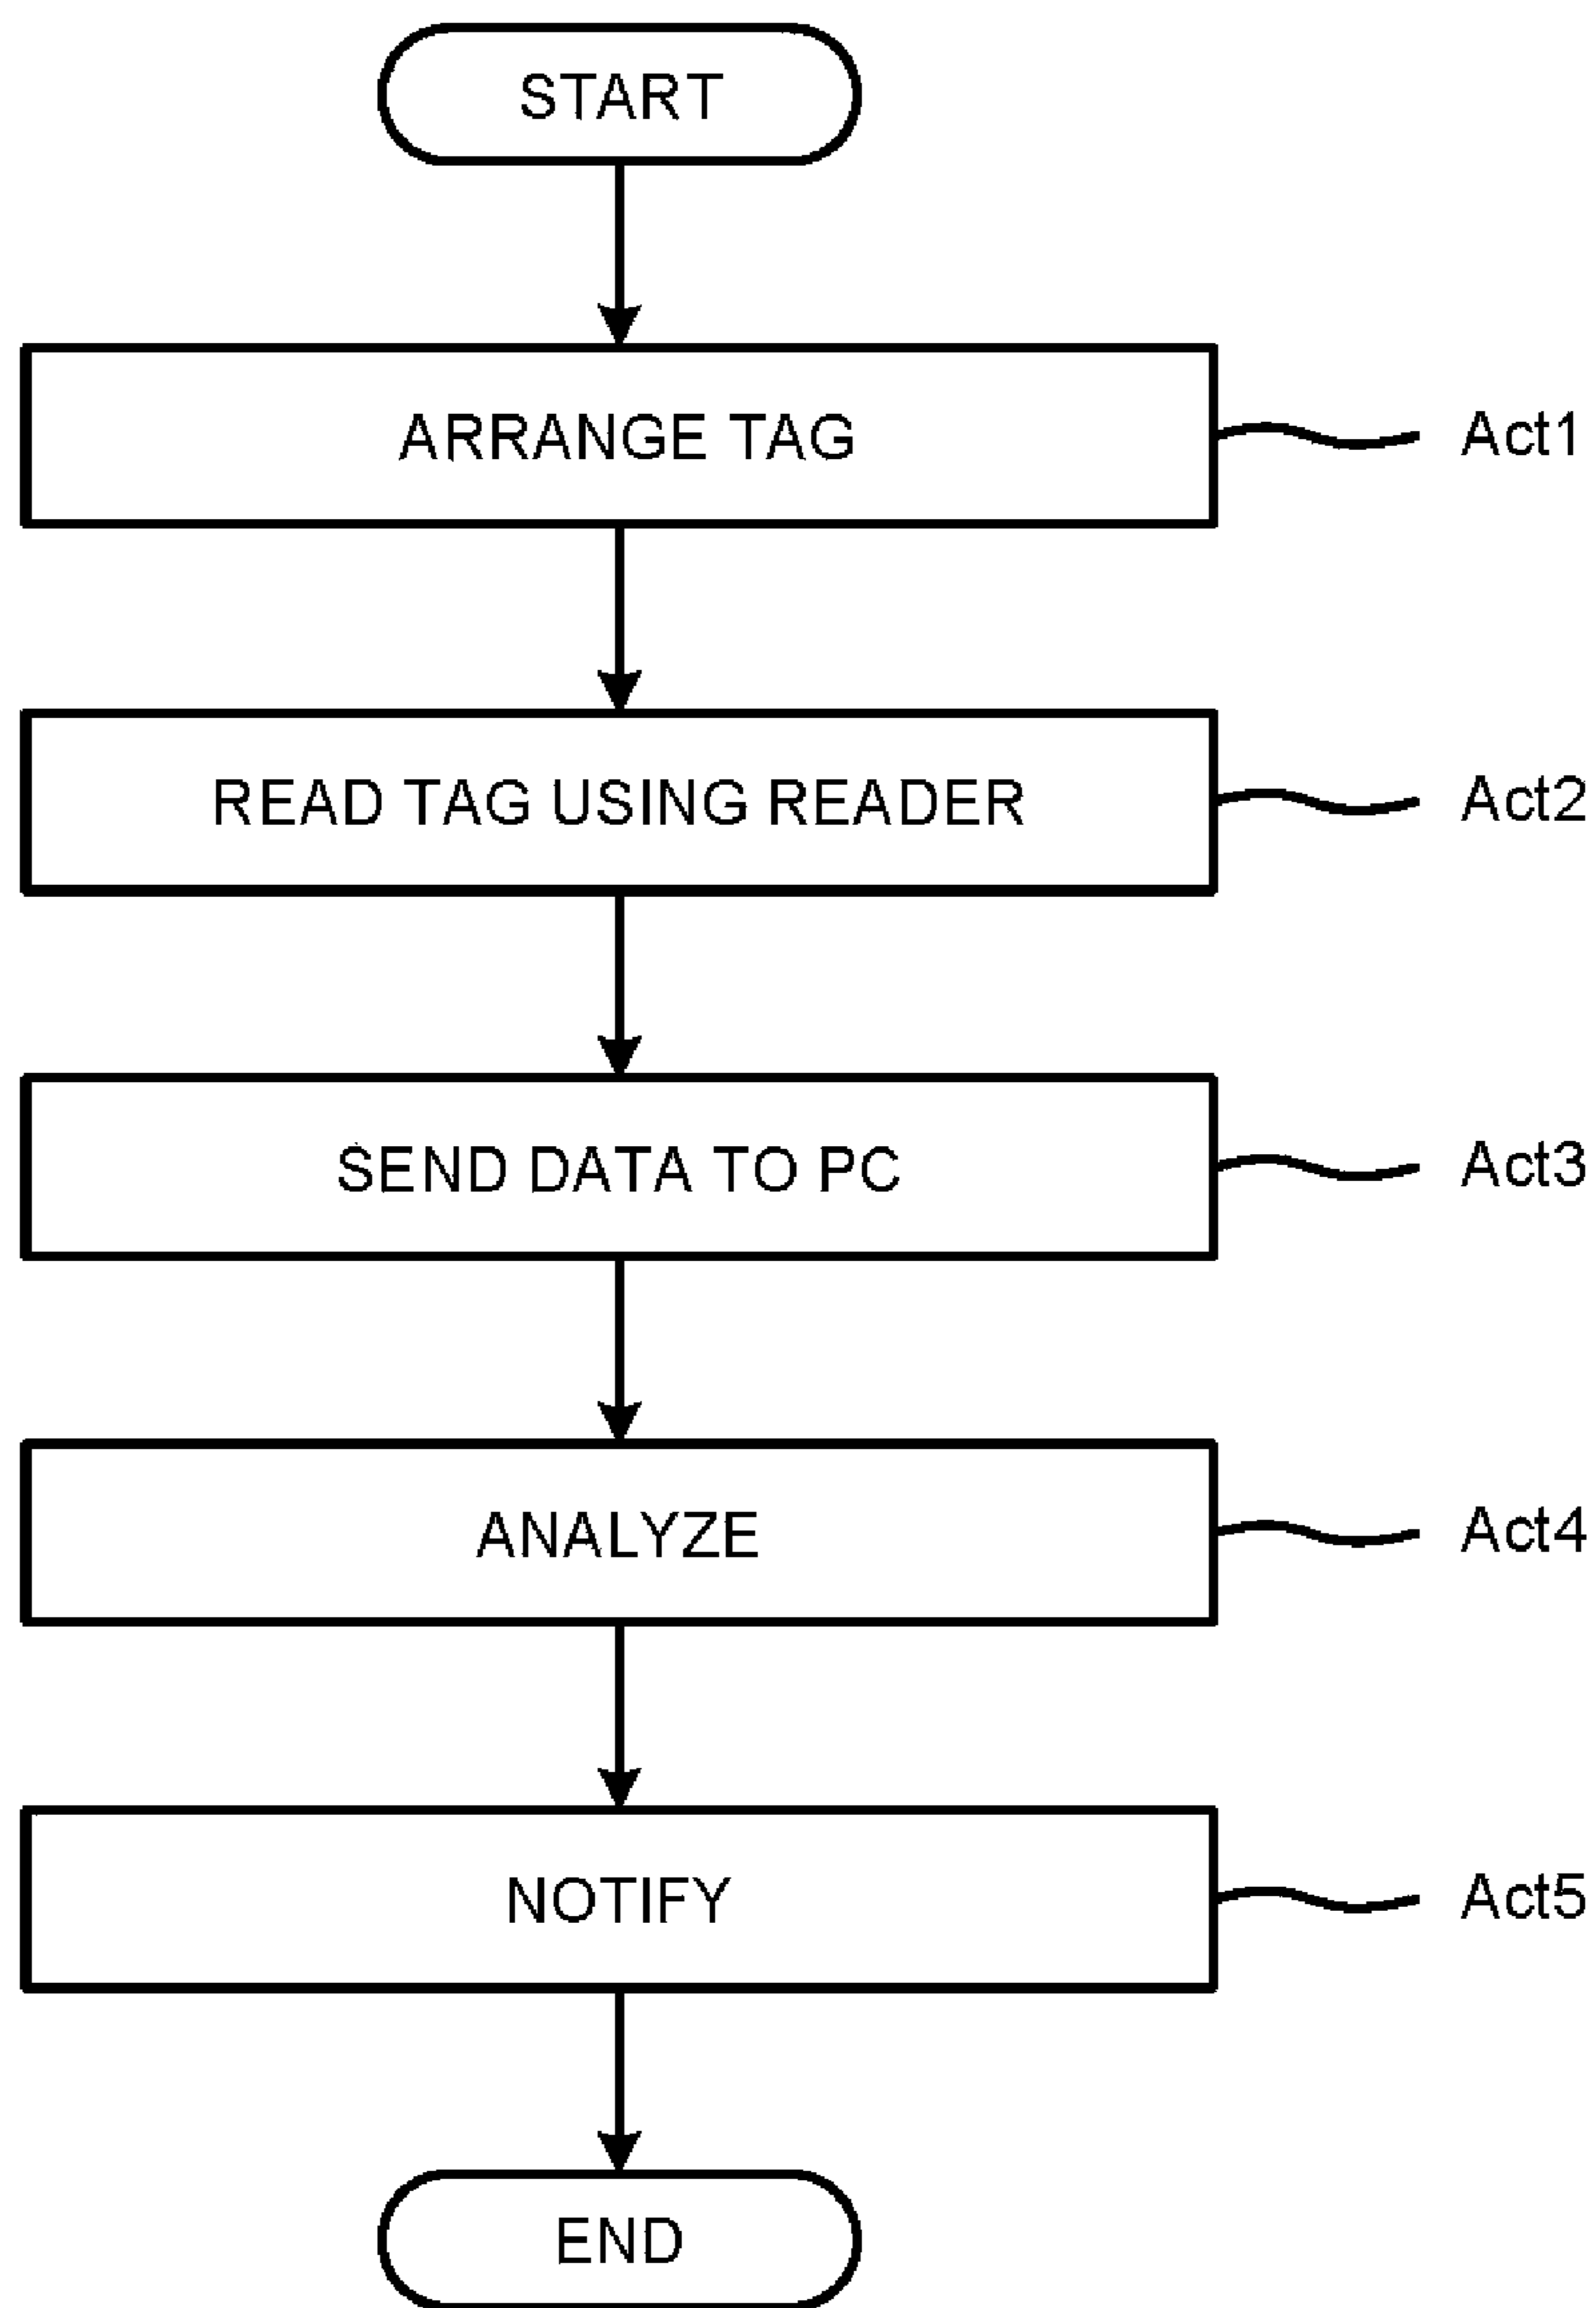 START
ARRANGE TAG
Act1
READ TAG USING READER
Act2
SEND DATA TO PC
Act3
ANALYZE
Act4
NOTIFY
Act5
END